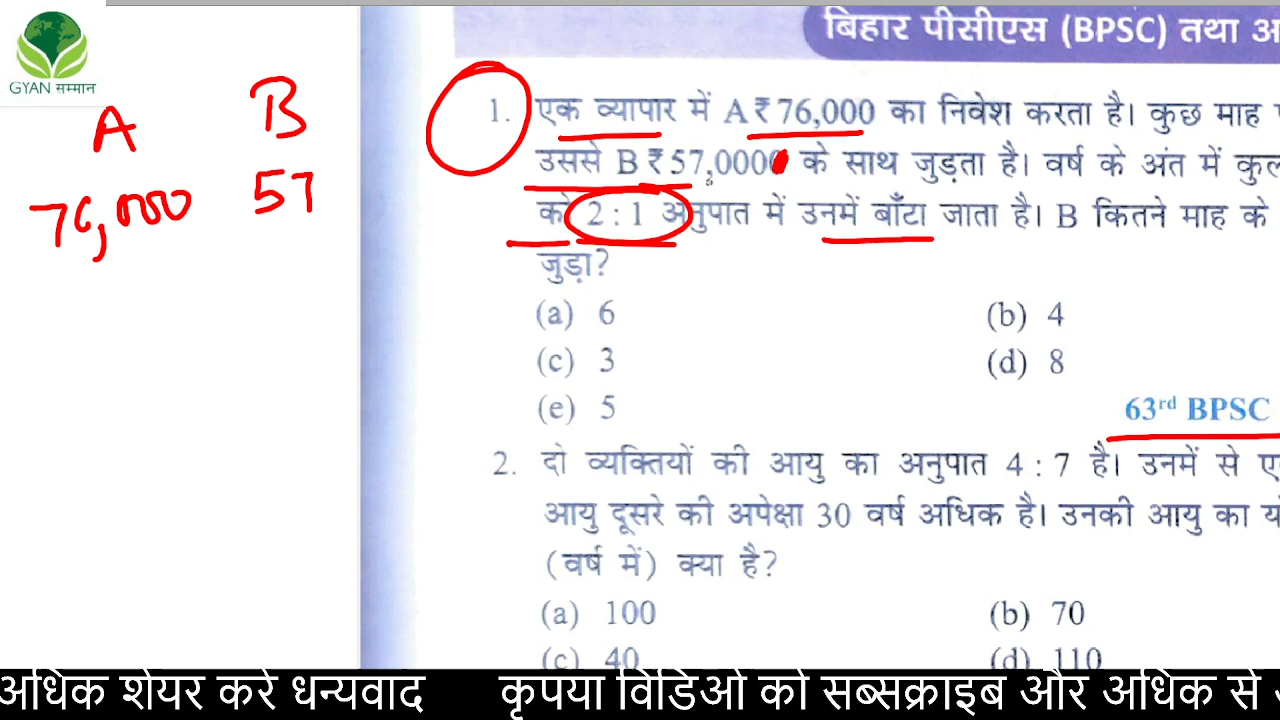 GYAN सम्मान
A B
76,000 57
बिहार पीसीएस (BPSC) तथा
1. एक व्यापार में A ₹ 76,000 का निवेश करता है। कुछ माह
उससे B ₹ 57,0000 के साथ जुड़ता है। वर्ष के अंत में
को 2 : 1 अनुपात में उनमें बाँटा जाता है। B कितने माह के
जुड़ा?
(a) 6 (b) 4
(c) 3 (d) 8
(e) 5
63rd BPSC
2. दो व्यक्तियों की आयु का अनुपात 4 : 7 है। उनमें से
आयु दूसरे की अपेक्षा 30 वर्ष अधिक है। उनकी आयु का
(वर्ष में) क्या है?
(a) 100 (b) 70
(c) 40 (d) 110
अधिक शेयर करे धन्यवाद कृपया विडिओ को सब्सक्राइब और अधिक से